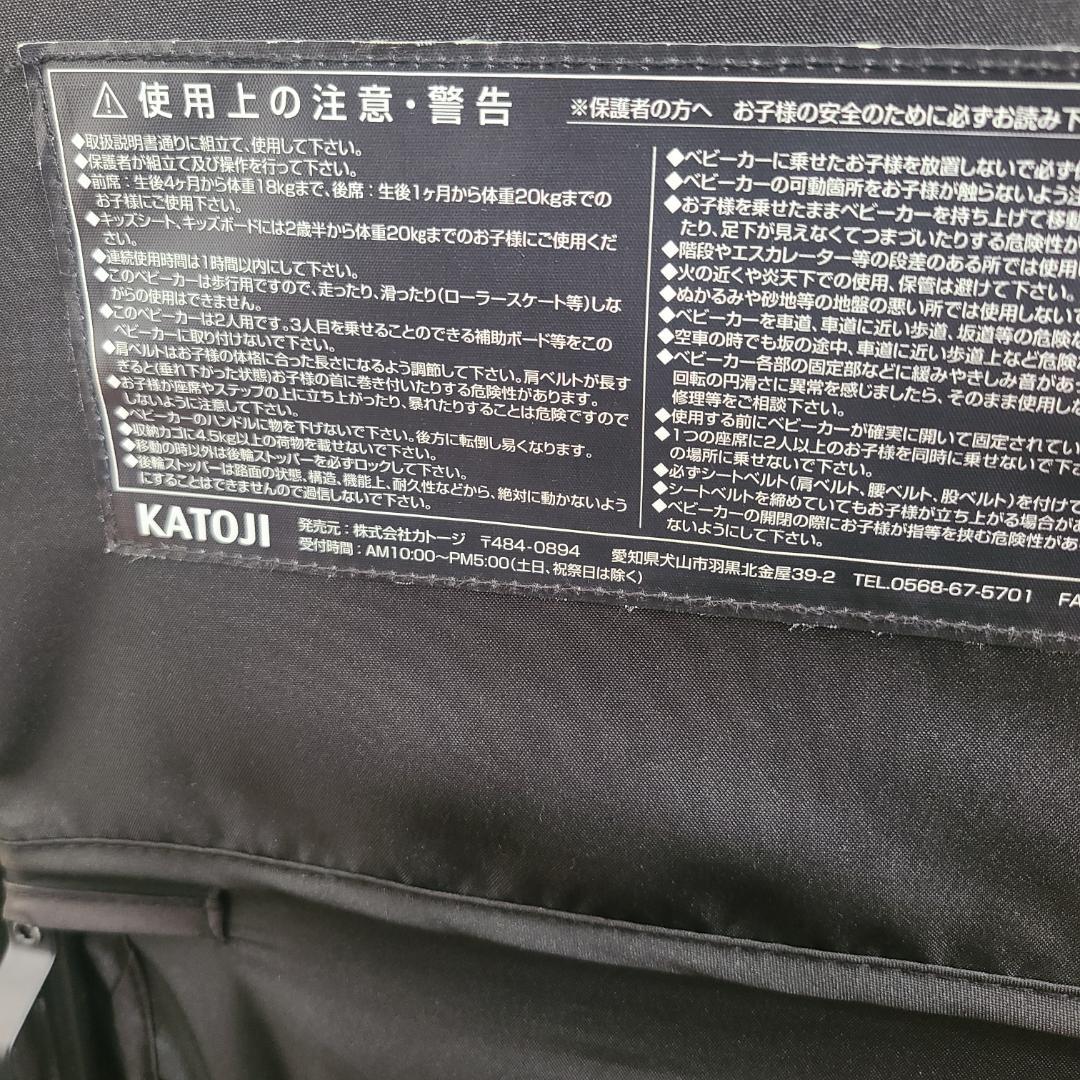 ⚠使用上の注意・警告
※保護者の方へ お子様の安全のために必ずお読み下
◆取扱説明書通りに組立て、使用して下さい。
◆保護者が組立て及び操作を行って下さい。
◆前席：生後4ヶ月から体重18kgまで、後席：生後1ヶ月から体重20kgまでの
お子様にご使用下さい。
◆キッズシート、キッズボードには2歳半から体重20kgまでのお子様にご使用くだ
さい。
◆連続使用時間は1時間以内にして下さい。
◆このベビーカーは歩行用ですので、走ったり、滑ったり(ローラースケート等)しな
がらの使用はできません。
◆このベビーカーは2人用です。3人目を乗せることのできる補助ボード等をこの
ベビーカーに取り付けないで下さい。
◆肩ベルトはお子様の体格に合った長さになるよう調節して下さい。肩ベルトが長す
ぎると(垂れ下がった状態)お子様の首に巻き付いたりする危険性があります。
◆お子様が座席やステップの上に立ち上がったり、暴れたりすることは危険ですので
しないように注意して下さい。
◆ベビーカーのハンドルに物を下げないで下さい。後方に転倒し易くなります。
◆収納カゴに4.5kg以上の荷物を載せないで下さい。
◆移動の時以外は後輪ストッパーを必ずロックして下さい。
◆後輪ストッパーは路面の状態、構造、機能上、耐久性などから、絶対に動かないよう
にすることはできませんので過信しないで下さい。
◆ベビーカーに乗せたお子様を放置しないで必ず
◆ベビーカーの可動箇所をお子様が触らないよう注
◆お子様を乗せたままベビーカーを持ち上げて移動
たり、足下が見えなくてつまづいたりする危険性が
◆階段やエスカレーター等の段差のある所では使用
◆火の近くや炎天下での使用、保管は避けて下さい。
◆ぬかるみや砂地等の地盤の悪い所では使用しないで
◆ベビーカーを車道、車道に近い歩道、坂道等の危険な
◆空車の時でも坂の途中、車道に近い歩道上など危険
◆ベビーカー各部の固定部などに緩みやきしみ音があっ
回転の円滑さに異常を感じましたら、そのまま使用しな
修理等をご相談下さい。
◆使用する前にベビーカーが確実に開いて固定されてい
◆1つの座席に2人以上のお子様を同時に乗せないで下さ
の場所に乗せないで下さい。
◆必ずシートベルト(肩ベルト、腰ベルト、股ベルト)を付けて
◆シートベルトを締めていてもお子様が立ち上がる場合があ
◆ベビーカーの開閉の際にお子様が指等を挟む危険性があ
ないようにして下さい。
KATOJI 発売元：株式会社カトージ 〒484-0894 愛知県犬山市羽黒北金屋39-2 TEL.0568-67-5701 FA
受付時間：AM10:00〜PM5:00(土日、祝祭日は除く)